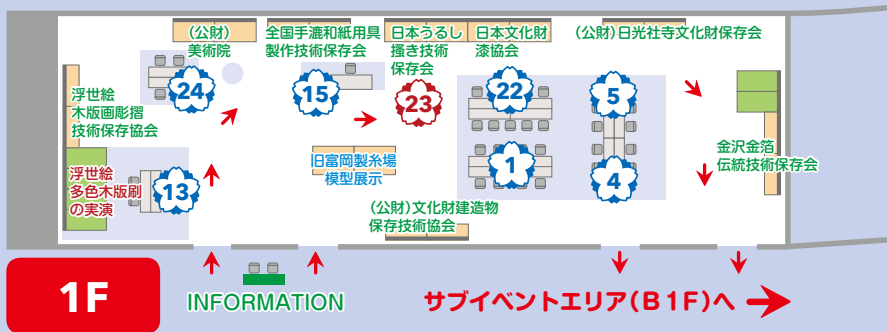 (公財)
美術院
全国手漉和紙用具
製作技術保存会
日本うるし
掻き技術
保存会
日本文化財
漆協会
(公財)日光社寺文化財保存会
24
15
23
22
5
浮世絵
木版画彫摺
技術保存協会
旧富岡製糸場
模型展示
1
4
金沢金箔
伝統技術保存会
浮世絵
多色木版刷
の実演
13
(公財)文化財建造物
保存技術協会
1F
INFORMATION
サブイベントエリア(B1F)へ